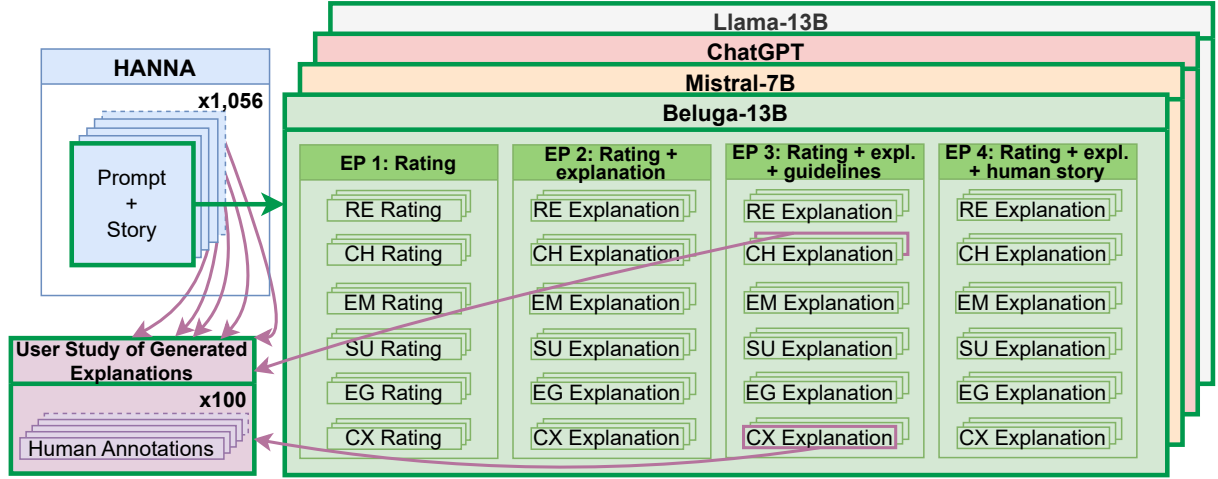 Llama-13B
ChatGPT
Mistral-7B
Beluga-13B
HANNA
x1,056
Prompt
+
Story
EP 1: Rating
RE Rating
CH Rating
EM Rating
SU Rating
EG Rating
CX Rating
EP 2: Rating +
explanation
RE Explanation
CH Explanation
EM Explanation
SU Explanation
EG Explanation
CX Explanation
EP 3: Rating + expl.
+ guidelines
RE Explanation
CH Explanation
EM Explanation
SU Explanation
EG Explanation
CX Explanation
EP 4: Rating + expl.
+ human story
RE Explanation
CH Explanation
EM Explanation
SU Explanation
EG Explanation
CX Explanation
User Study of Generated
Explanations
x100
Human Annotations